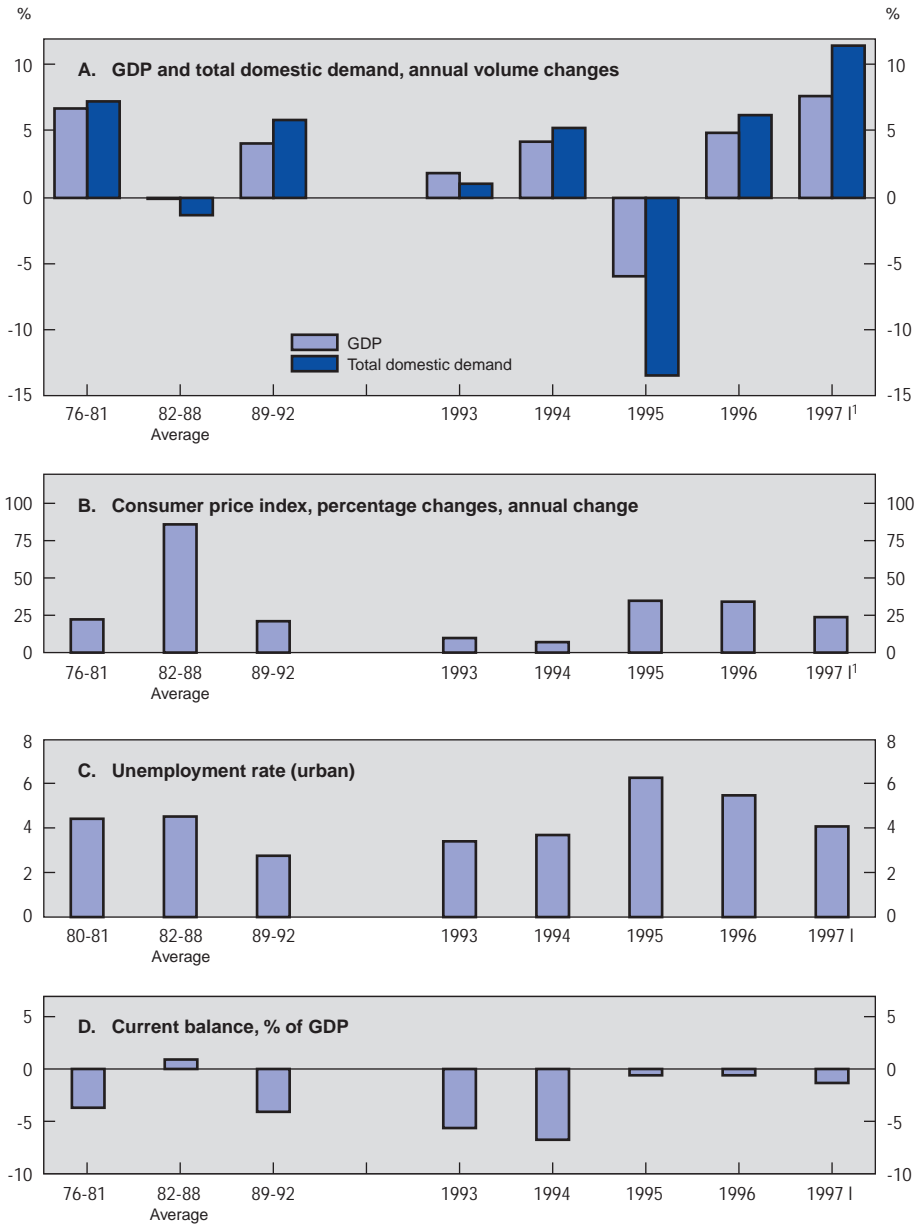 % %
A. GDP and total domestic demand, annual volume changes
10 10
5 5
0 0
-5 -5
-10 -10
-15 -15
GDP
Total domestic demand
76-81 82-88 89-92 1993 1994 1995 1996 1997 I¹
Average
B. Consumer price index, percentage changes, annual change
100 100
75 75
50 50
25 25
0 0
76-81 82-88 89-92 1993 1994 1995 1996 1997 I¹
Average
8 8
C. Unemployment rate (urban)
6 6
4 4
2 2
0 0
80-81 82-88 89-92 1993 1994 1995 1996 1997 I
Average
5 5
D. Current balance, % of GDP
0 0
-5 -5
-10 -10
76-81 82-88 89-92 1993 1994 1995 1996 1997 I
Average